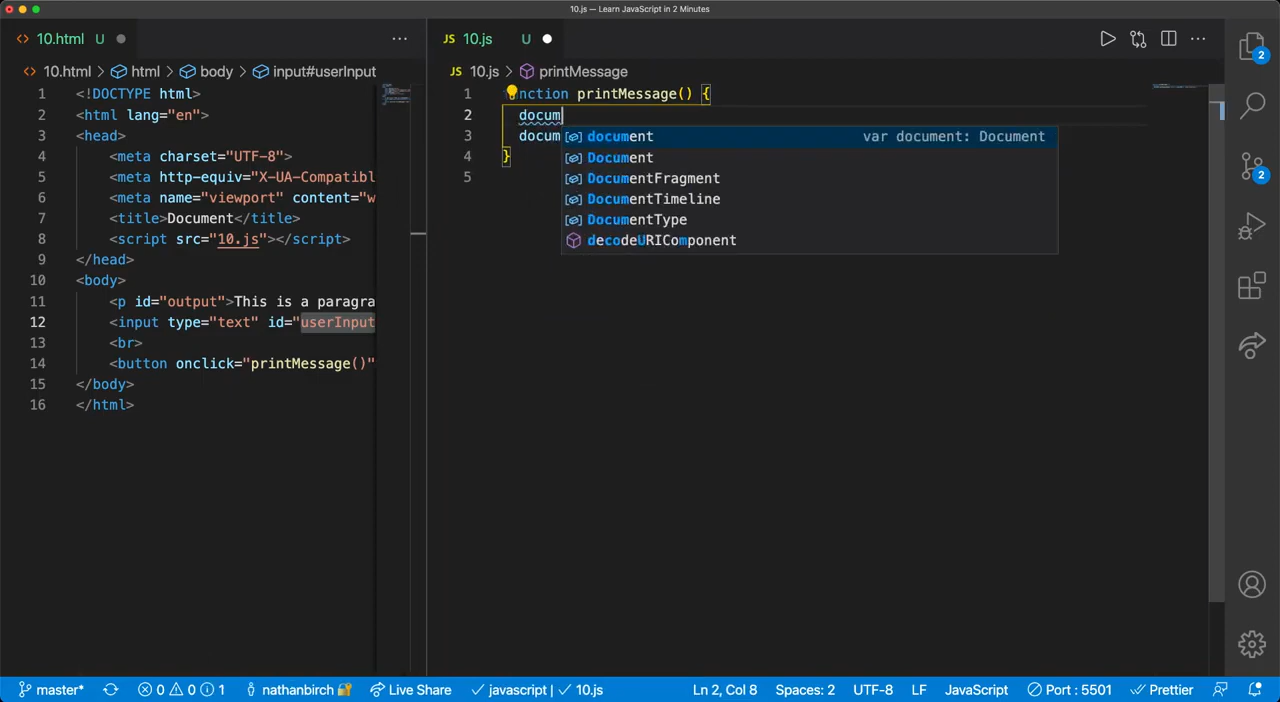 10.js — Learn JavaScript in 2 Minutes
10.html U
10.html > html > body > input#userInput
1 <!DOCTYPE html>
2 <html lang="en">
3 <head>
4 <meta charset="UTF-8">
5 <meta http-equiv="X-UA-Compatibl
6 <meta name="viewport" content="w
7 <title>Document</title>
8 <script src="10.js"></script>
9 </head>
10 <body>
11 <p id="output">This is a paragra
12 <input type="text" id="userInput
13 <br>
14 <button onclick="printMessage()"
15 </body>
16 </html>
JS 10.js U
JS 10.js > printMessage
1 nction printMessage() {
2 docum
3 docum
4 }
5
document var document: Document
Document
DocumentFragment
DocumentTimeline
DocumentType
decodeURIComponent
2
2
master* 0 0 1 nathanbirch Live Share javascript | 10.js Ln 2, Col 8 Spaces: 2 UTF-8 LF JavaScript Port : 5501 Prettier